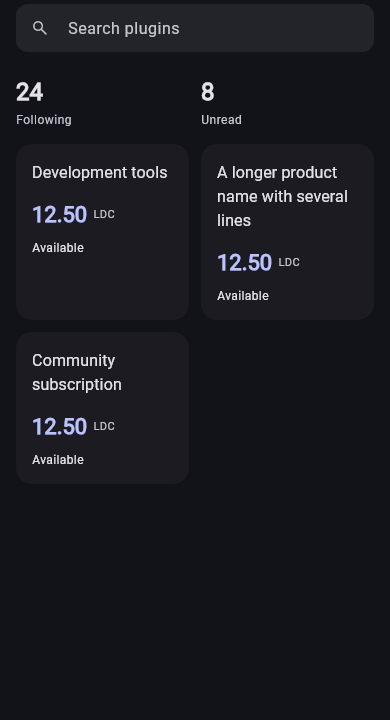 Search plugins
24
Following
8
Unread
Development tools
12.50 LDC
Available
A longer product
name with several
lines
12.50 LDC
Available
Community
subscription
12.50 LDC
Available